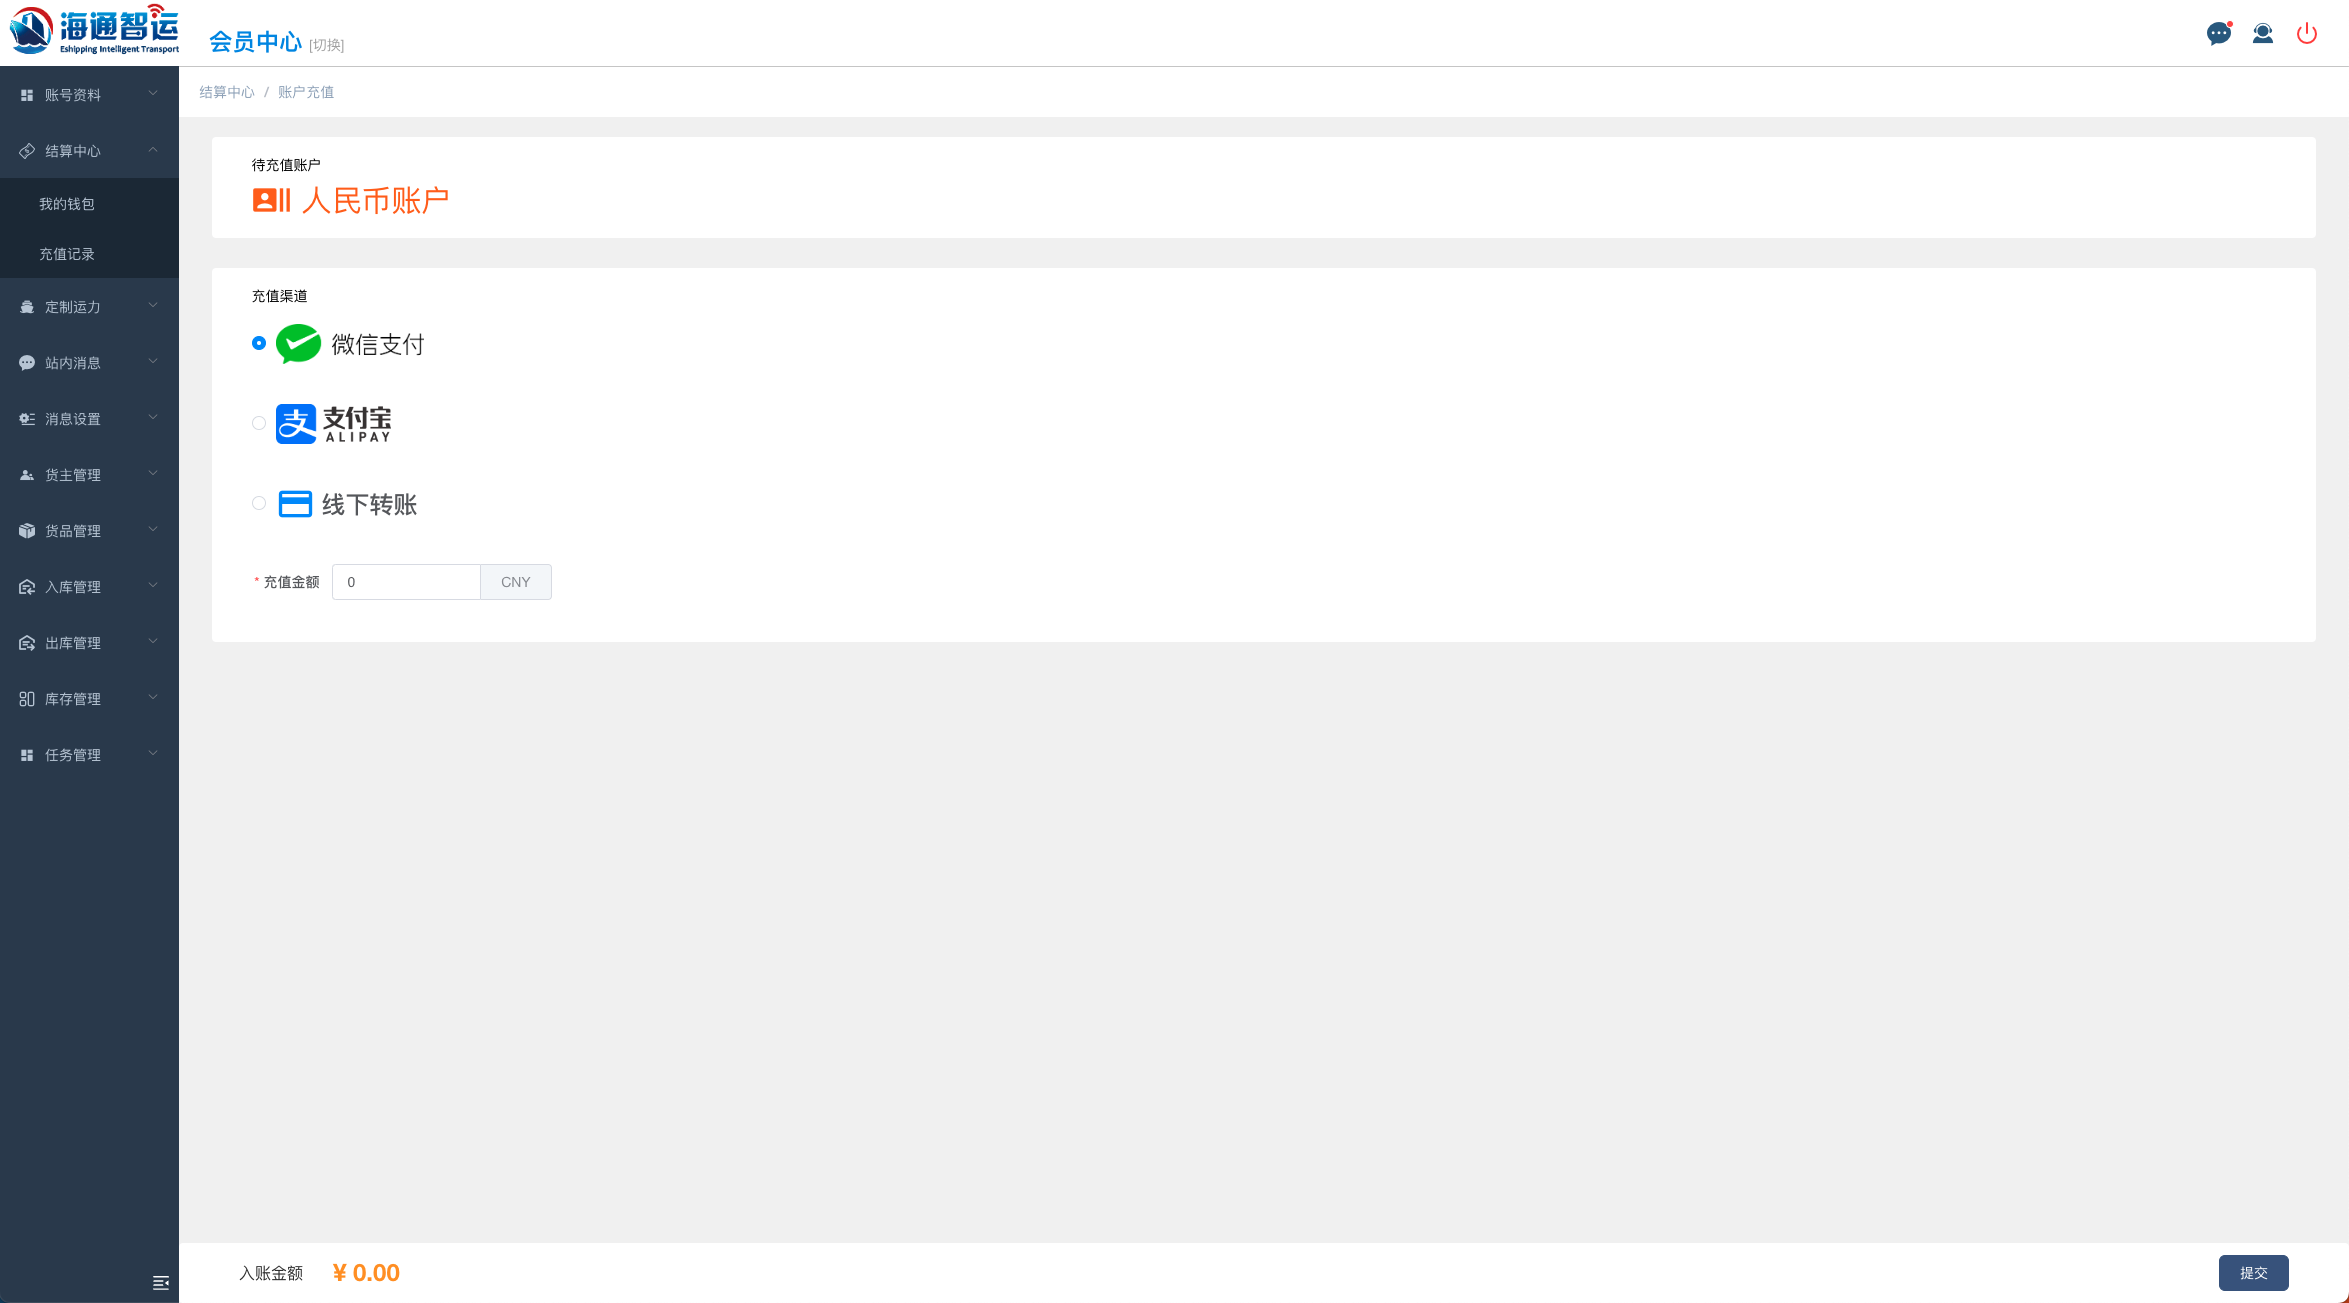 海通智运
Eshipping Intelligent Transport
会员中心 [切换]
账号资料
结算中心
我的钱包
充值记录
定制运力
站内消息
消息设置
货主管理
货品管理
入库管理
出库管理
库存管理
任务管理
结算中心 / 账户充值
待充值账户
人民币账户
充值渠道
微信支付
支 支付宝
ALIPAY
线下转账
* 充值金额 0 CNY
入账金额 ¥ 0.00
提交